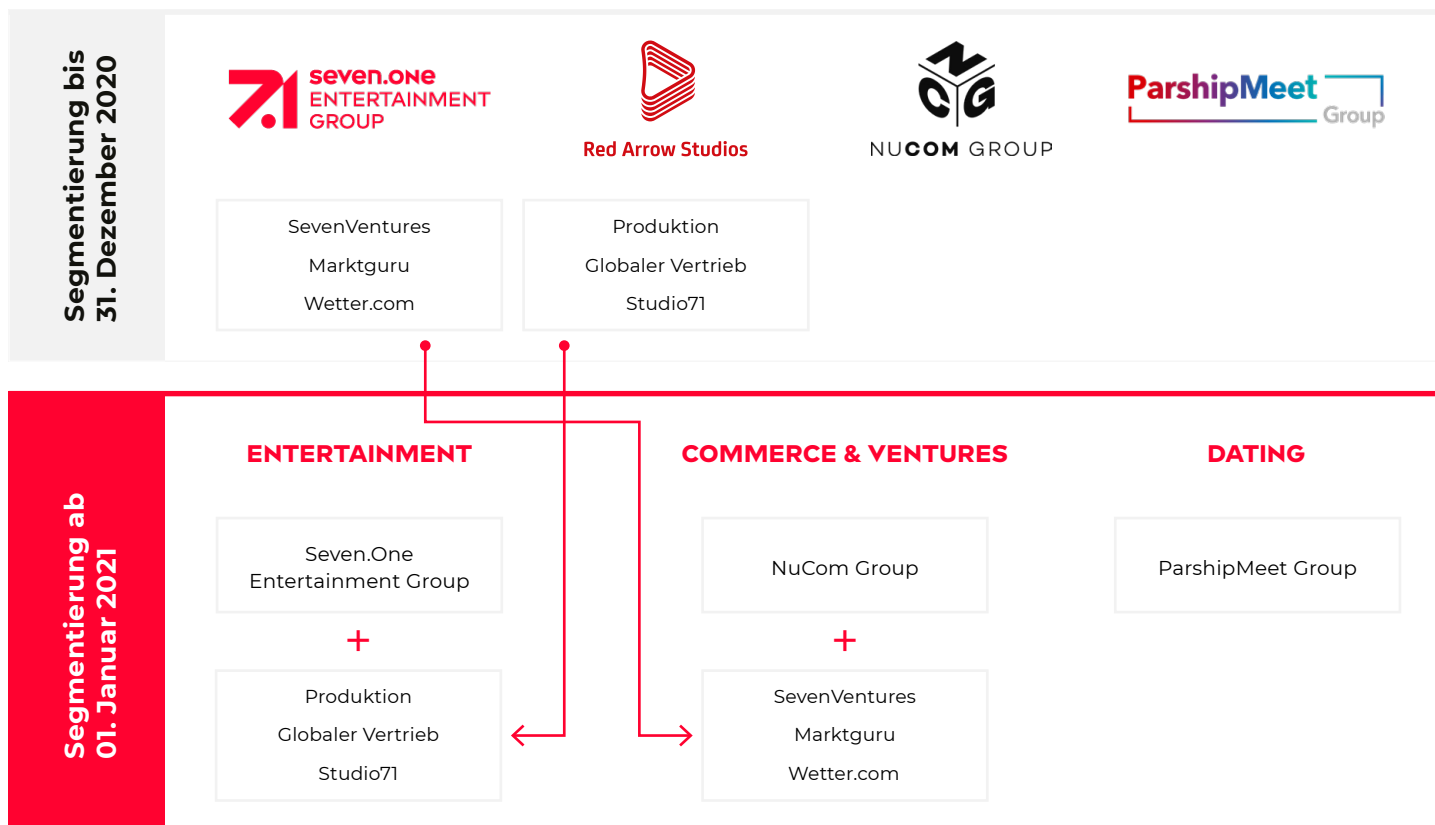 Segmentierung bis
31. Dezember 2020
seven.one
ENTERTAINMENT
GROUP
Red Arrow Studios
NCG
NUCOM GROUP
ParshipMeet
Group
SevenVentures
Marktguru
Wetter.com
Produktion
Globaler Vertrieb
Studio71
Segmentierung ab
01. Januar 2021
ENTERTAINMENT
COMMERCE & VENTURES
DATING
Seven.One
Entertainment Group
+
Produktion
Globaler Vertrieb
Studio71
NuCom Group
+
SevenVentures
Marktguru
Wetter.com
ParshipMeet Group